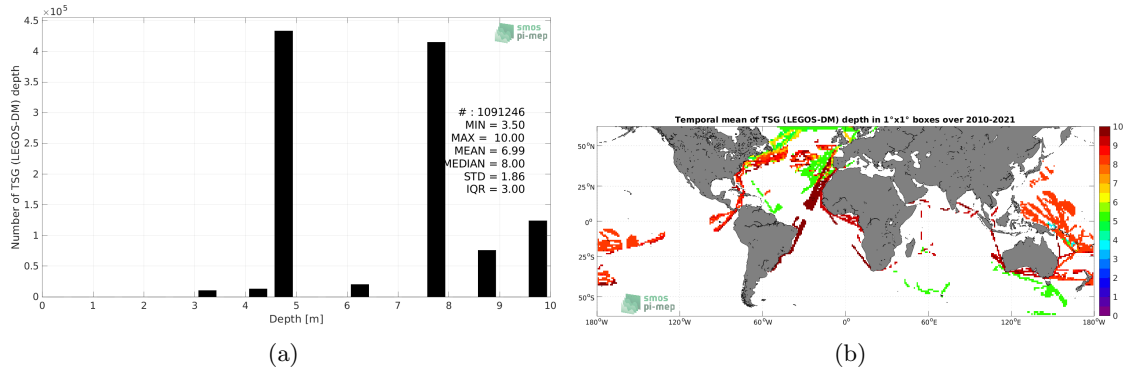 ×10⁵
4.5
4
3.5
3
2.5
2
1.5
1
0.5
0
Number of TSG (LEGOS-DM) depth
smos
pi-mep
# : 1091246
MIN = 3.50
MAX = 10.00
MEAN = 6.99
MEDIAN = 8.00
STD = 1.86
IQR = 3.00
0 1 2 3 4 5 6 7 8 9 10
Depth [m]
(a)
Temporal mean of TSG (LEGOS-DM) depth in 1°x1° boxes over 2010-2021
50°N
25°N
0°
25°S
50°S
smos
pi-mep
180°W 120°W 60°W 0° 60°E 120°E 180°E
10
9
8
7
6
5
4
3
2
1
0
(b)